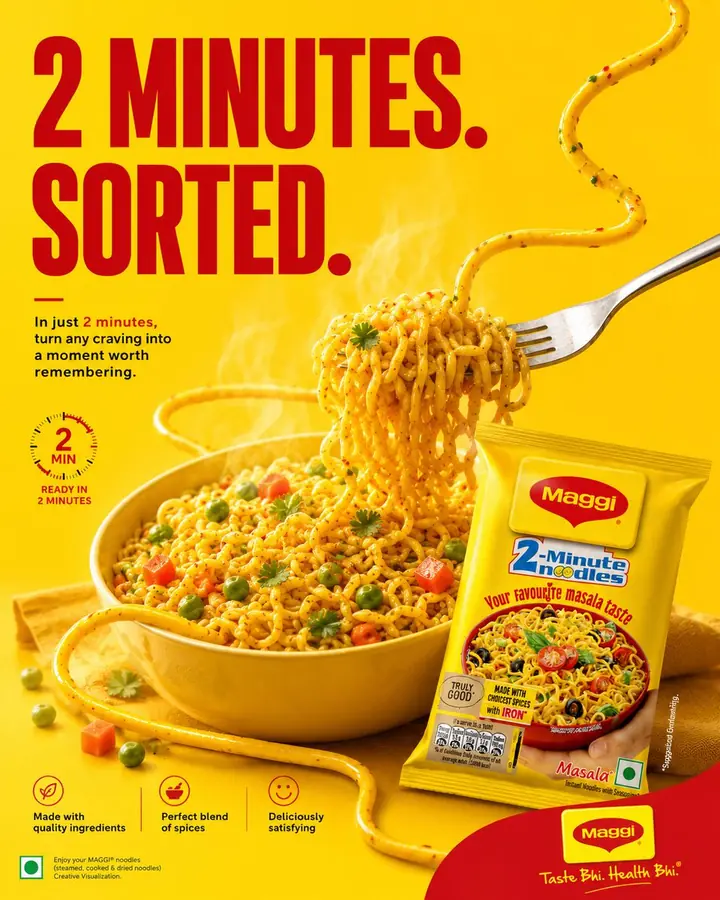 2 MINUTES.
SORTED.
In just 2 minutes,
turn any craving into
a moment worth
remembering.
2
MIN
READY IN
2 MINUTES
Maggi
2-Minute
noodles
Your favourite masala taste
TRULY
GOOD
MADE WITH
CHOICEST SPICES
with IRON*
Masala
Instant Noodles with
Made with
quality ingredients
Perfect blend
of spices
Deliciously
satisfying
Enjoy your MAGGI® noodles
(steamed, cooked & dried noodles)
Creative Visualization.
Maggi
Taste Bhi. Health Bhi.®